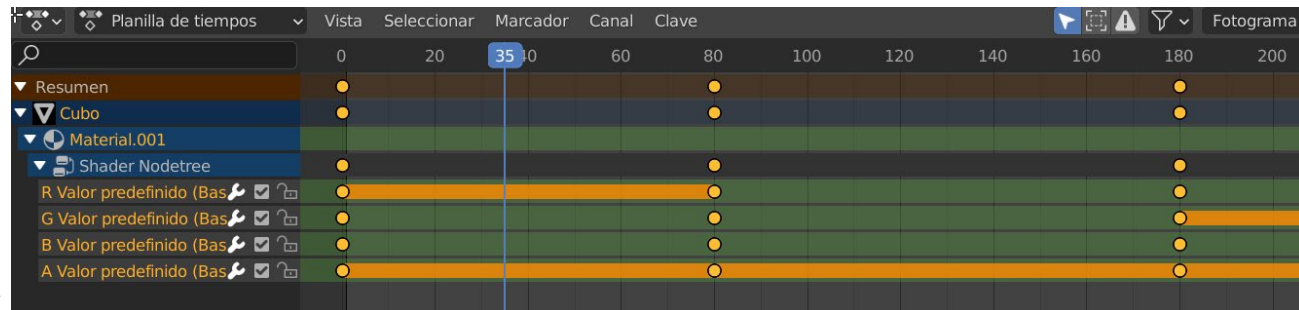 Planilla de tiempos Vista Seleccionar Marcador Canal Clave Fotograma
0 20 35 40 60 80 100 120 140 160 180 200
Resumen
Cubo
Material.001
Shader Nodetree
R Valor predefinido (Bas
G Valor predefinido (Bas
B Valor predefinido (Bas
A Valor predefinido (Bas